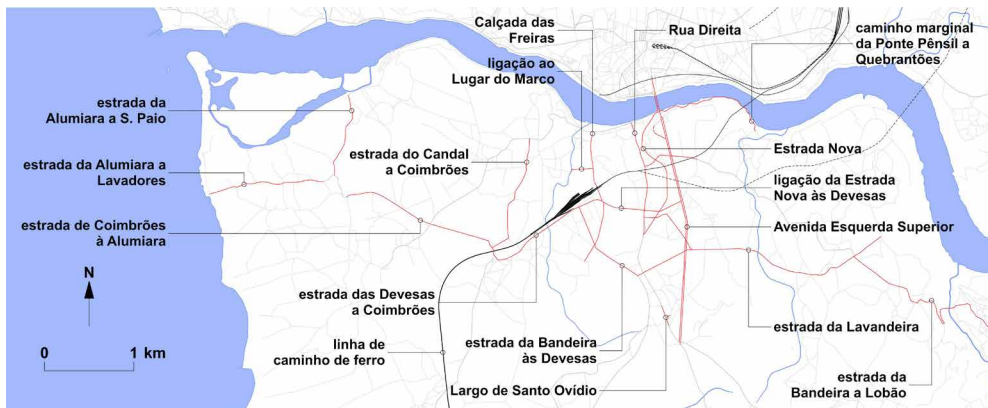 Calçada das
Freiras
Rua Direita
caminho marginal
da Ponte Pênsil a
Quebrantões
ligação ao
Lugar do Marco
estrada da
Alumiara a S. Paio
estrada da Alumiara a
Lavadores
estrada do Candal
a Coimbrões
Estrada Nova
ligação da Estrada
Nova às Devesas
estrada de Coimbrões
à Alumiara
Avenida Esquerda Superior
N
estrada das Devesas
a Coimbrões
estrada da Lavandeira
0 1 km
linha de
caminho de ferro
estrada da Bandeira
às Devesas
Largo de Santo Ovídio
estrada da
Bandeira a Lobão